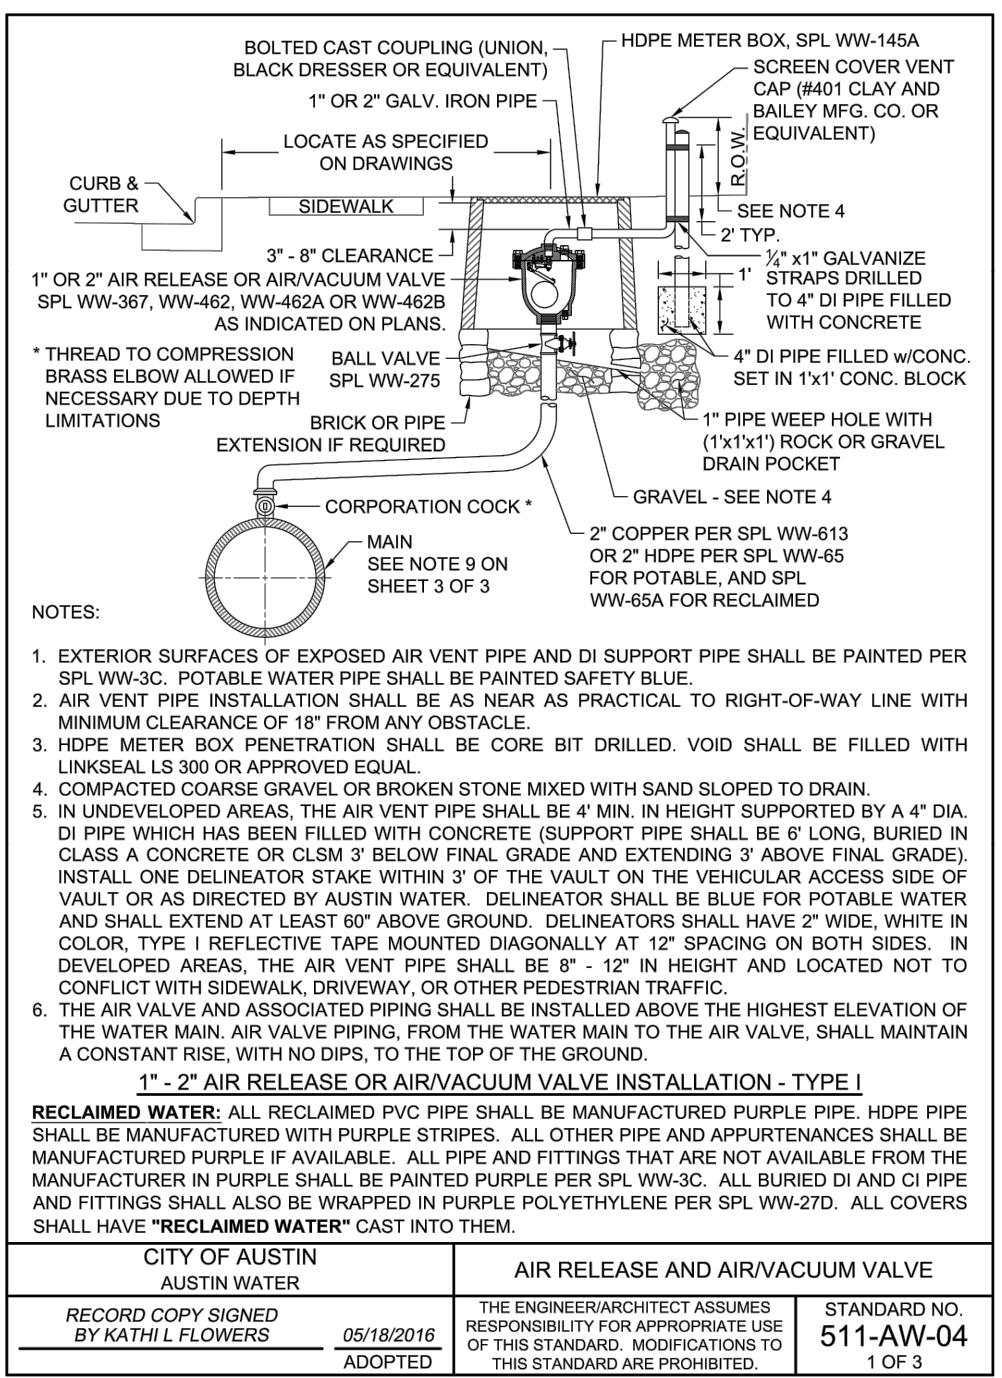 BOLTED CAST COUPLING (UNION,
BLACK DRESSER OR EQUIVALENT)
HDPE METER BOX, SPL WW-145A
SCREEN COVER VENT
CAP (#401 CLAY AND
BAILEY MFG. CO. OR
EQUIVALENT)
1" OR 2" GALV. IRON PIPE
LOCATE AS SPECIFIED
ON DRAWINGS
R.O.W.
CURB &
GUTTER
SIDEWALK
SEE NOTE 4
2' TYP.
3" - 8" CLEARANCE
1" OR 2" AIR RELEASE OR AIR/VACUUM VALVE
SPL WW-367, WW-462, WW-462A OR WW-462B
AS INDICATED ON PLANS.
1'
¼" x1" GALVANIZE
STRAPS DRILLED
TO 4" DI PIPE FILLED
WITH CONCRETE
* THREAD TO COMPRESSION
BRASS ELBOW ALLOWED IF
NECESSARY DUE TO DEPTH
LIMITATIONS
BALL VALVE
SPL WW-275
4" DI PIPE FILLED w/CONC.
SET IN 1'x1' CONC. BLOCK
BRICK OR PIPE
EXTENSION IF REQUIRED
1" PIPE WEEP HOLE WITH
(1'x1'x1') ROCK OR GRAVEL
DRAIN POCKET
GRAVEL - SEE NOTE 4
CORPORATION COCK *
MAIN
SEE NOTE 9 ON
SHEET 3 OF 3
2" COPPER PER SPL WW-613
OR 2" HDPE PER SPL WW-65
FOR POTABLE, AND SPL
WW-65A FOR RECLAIMED
NOTES:
1. EXTERIOR SURFACES OF EXPOSED AIR VENT PIPE AND DI SUPPORT PIPE SHALL BE PAINTED PER
SPL WW-3C. POTABLE WATER PIPE SHALL BE PAINTED SAFETY BLUE.
2. AIR VENT PIPE INSTALLATION SHALL BE AS NEAR AS PRACTICAL TO RIGHT-OF-WAY LINE WITH
MINIMUM CLEARANCE OF 18" FROM ANY OBSTACLE.
3. HDPE METER BOX PENETRATION SHALL BE CORE BIT DRILLED. VOID SHALL BE FILLED WITH
LINKSEAL LS 300 OR APPROVED EQUAL.
4. COMPACTED COARSE GRAVEL OR BROKEN STONE MIXED WITH SAND SLOPED TO DRAIN.
5. IN UNDEVELOPED AREAS, THE AIR VENT PIPE SHALL BE 4' MIN. IN HEIGHT SUPPORTED BY A 4" DIA.
DI PIPE WHICH HAS BEEN FILLED WITH CONCRETE (SUPPORT PIPE SHALL BE 6' LONG, BURIED IN
CLASS A CONCRETE OR CLSM 3' BELOW FINAL GRADE AND EXTENDING 3' ABOVE FINAL GRADE).
INSTALL ONE DELINEATOR STAKE WITHIN 3' OF THE VAULT ON THE VEHICULAR ACCESS SIDE OF
VAULT OR AS DIRECTED BY AUSTIN WATER. DELINEATOR SHALL BE BLUE FOR POTABLE WATER
AND SHALL EXTEND AT LEAST 60" ABOVE GROUND. DELINEATORS SHALL HAVE 2" WIDE, WHITE IN
COLOR, TYPE I REFLECTIVE TAPE MOUNTED DIAGONALLY AT 12" SPACING ON BOTH SIDES. IN
DEVELOPED AREAS, THE AIR VENT PIPE SHALL BE 8" - 12" IN HEIGHT AND LOCATED NOT TO
CONFLICT WITH SIDEWALK, DRIVEWAY, OR OTHER PEDESTRIAN TRAFFIC.
6. THE AIR VALVE AND ASSOCIATED PIPING SHALL BE INSTALLED ABOVE THE HIGHEST ELEVATION OF
THE WATER MAIN. AIR VALVE PIPING, FROM THE WATER MAIN TO THE AIR VALVE, SHALL MAINTAIN
A CONSTANT RISE, WITH NO DIPS, TO THE TOP OF THE GROUND.
1" - 2" AIR RELEASE OR AIR/VACUUM VALVE INSTALLATION - TYPE I
RECLAIMED WATER: ALL RECLAIMED PVC PIPE SHALL BE MANUFACTURED PURPLE PIPE. HDPE PIPE
SHALL BE MANUFACTURED WITH PURPLE STRIPES. ALL OTHER PIPE AND APPURTENANCES SHALL BE
MANUFACTURED PURPLE IF AVAILABLE. ALL PIPE AND FITTINGS THAT ARE NOT AVAILABLE FROM THE
MANUFACTURER IN PURPLE SHALL BE PAINTED PURPLE PER SPL WW-3C. ALL BURIED DI AND CI PIPE
AND FITTINGS SHALL ALSO BE WRAPPED IN PURPLE POLYETHYLENE PER SPL WW-27D. ALL COVERS
SHALL HAVE "RECLAIMED WATER" CAST INTO THEM.
CITY OF AUSTIN
AUSTIN WATER
AIR RELEASE AND AIR/VACUUM VALVE
RECORD COPY SIGNED
BY KATHI L FLOWERS
05/18/2016
ADOPTED
THE ENGINEER/ARCHITECT ASSUMES
RESPONSIBILITY FOR APPROPRIATE USE
OF THIS STANDARD. MODIFICATIONS TO
THIS STANDARD ARE PROHIBITED.
STANDARD NO.
511-AW-04
1 OF 3